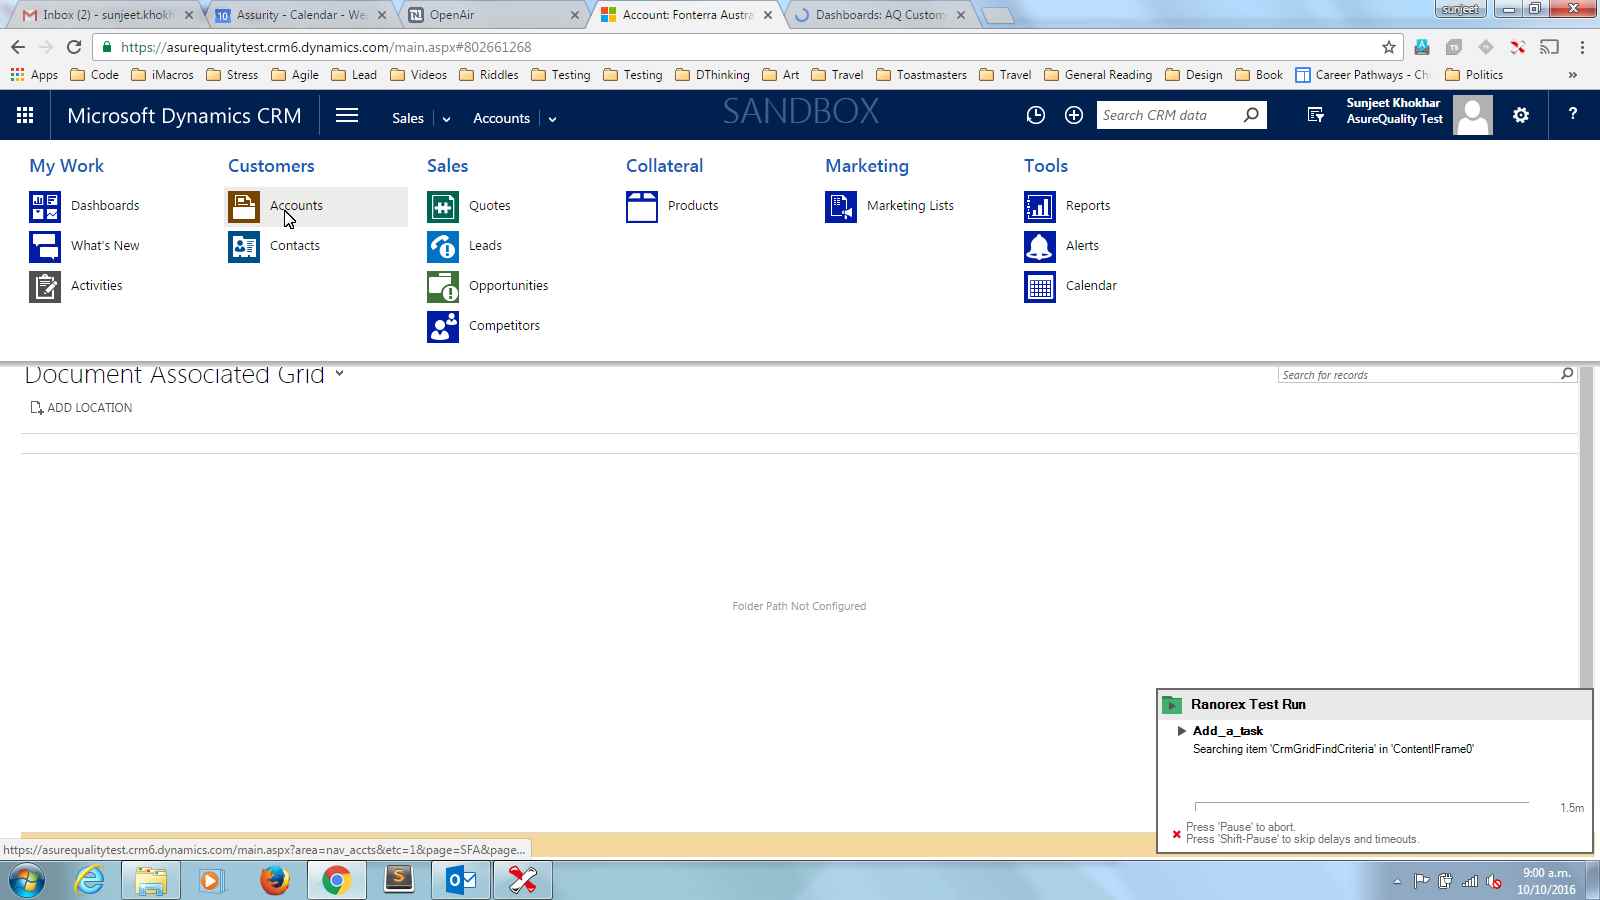 Inbox (2) - sunjeet.khokh
Assurity - Calendar - We
OpenAir
Account: Fonterra Austra
Dashboards: AQ Custom
sunjeet
https://asurequalitytest.crm6.dynamics.com/main.aspx#802661268
Apps Code iMacros Stress Agile Lead Videos Riddles Testing Testing DThinking Art Travel Toastmasters Travel General Reading Design Book Career Pathways - Ch Politics »
Microsoft Dynamics CRM Sales Accounts SANDBOX Search CRM data
Sunjeet Khokhar
AsureQuality Test
?
My Work Customers Sales Collateral Marketing Tools
Dashboards Accounts Quotes Products Marketing Lists Reports
What's New Contacts Leads Alerts
Activities Opportunities Calendar
Competitors
Document Associated Grid Search for records
ADD LOCATION
Folder Path Not Configured
Ranorex Test Run
Add_a_task
Searching item 'CrmGridFindCriteria' in 'ContentIFrame0'
1.5m
Press 'Pause' to abort.
Press 'Shift-Pause' to skip delays and timeouts.
https://asurequalitytest.crm6.dynamics.com/main.aspx?area=nav_accts&etc=1&page=SFA&page...
9:00 a.m.
10/10/2016